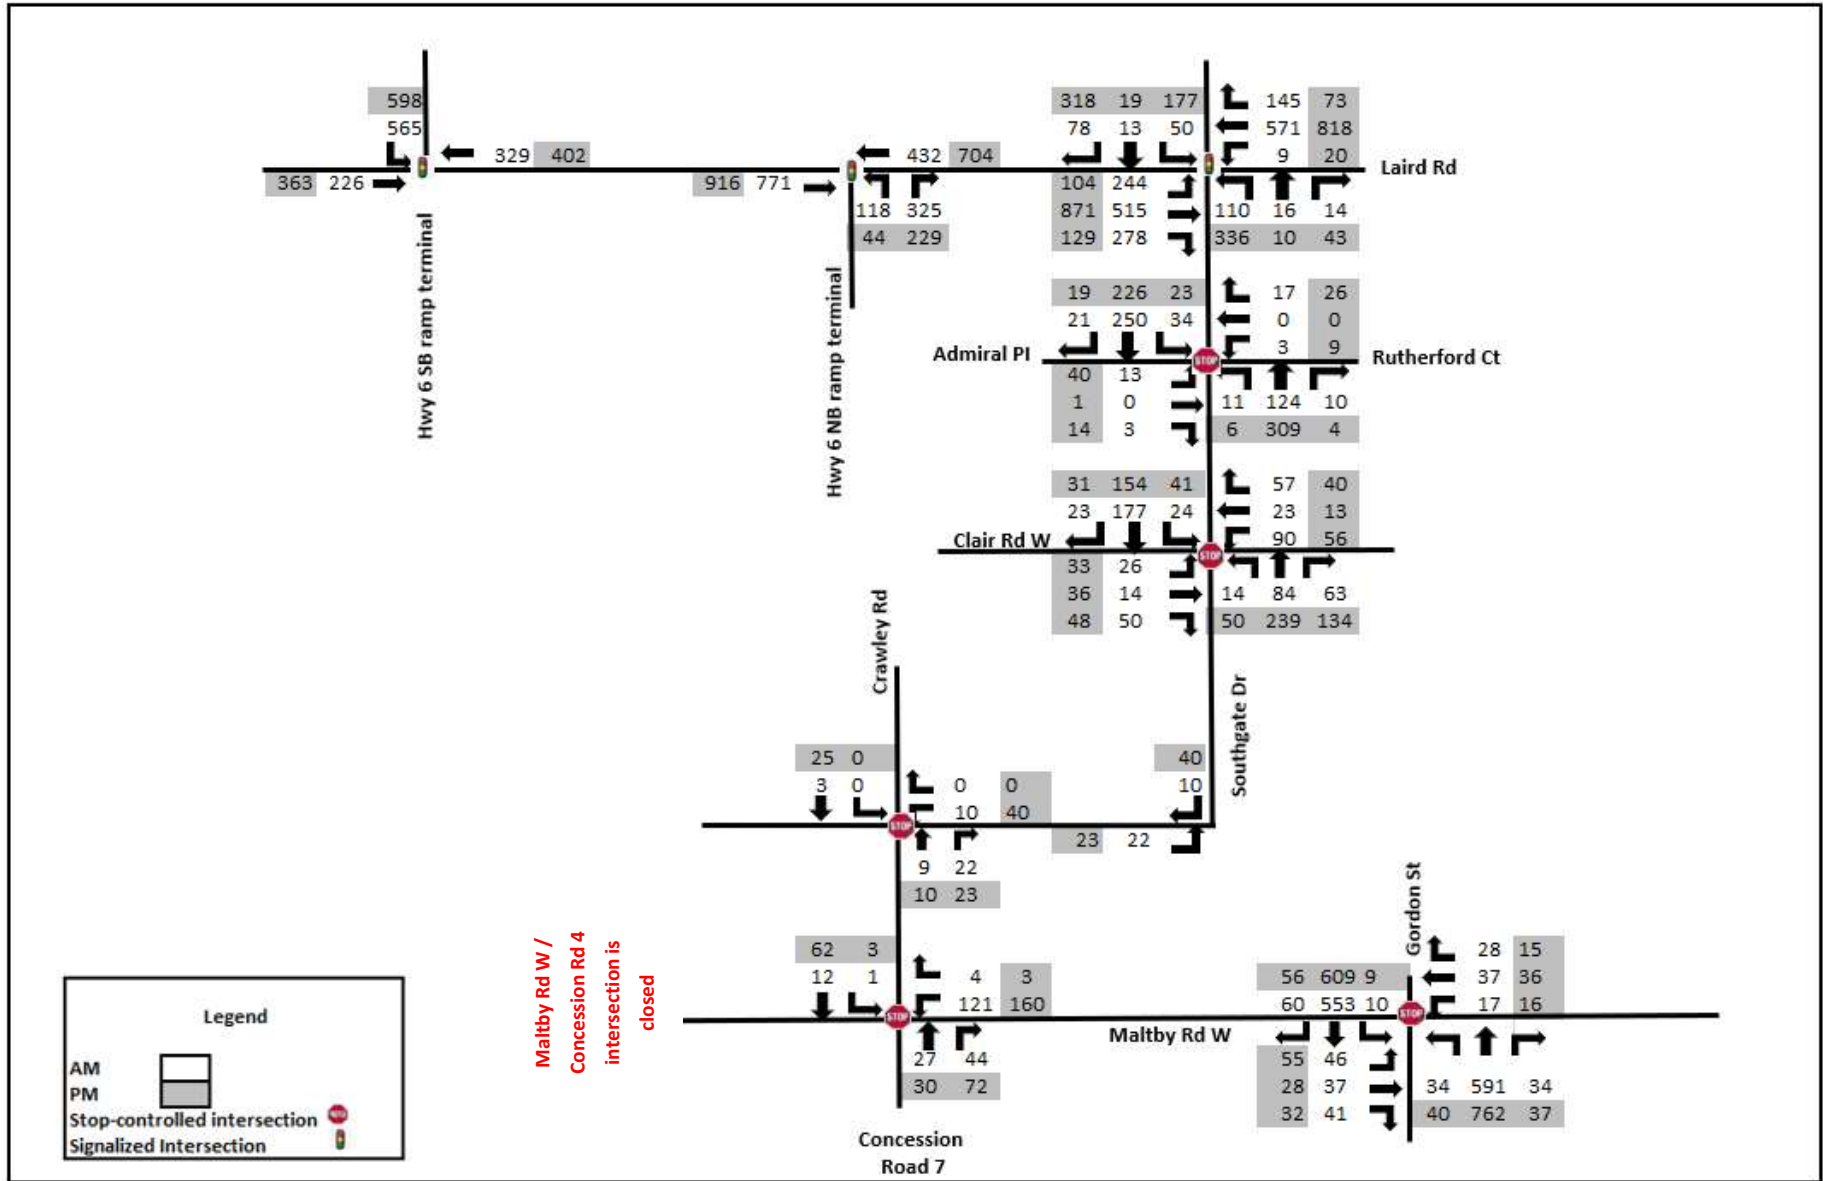 598
565
329 402
363 226
Hwy 6 SB ramp terminal
432 704
916 771
118 325
44 229
Hwy 6 NB ramp terminal
318 19 177
78 13 50
145 73
571 818
9 20
Laird Rd
104 244
871 515
129 278
110 16 14
336 10 43
19 226 23
21 250 34
17 26
0 0
3 9
Admiral Pl
Rutherford Ct
40 13
1 0
14 3
11 124 10
6 309 4
31 154 41
23 177 24
57 40
23 13
90 56
Clair Rd W
33 26
36 14
48 50
14 84 63
50 239 134
Crawley Rd
Southgate Dr
25 0
3 0
0 0
10 40
40
10
23 22
9 22
10 23
Maltby Rd W /
Concession Rd 4
intersection is
closed
62 3
12 1
4 3
121 160
27 44
30 72
Maltby Rd W
Concession
Road 7
Gordon St
56 609 9
60 553 10
28 15
37 36
17 16
55 46
28 37
32 41
34 591 34
40 762 37
STOP
STOP
STOP
STOP
STOP
Legend
AM
PM
Stop-controlled intersection
Signalized Intersection